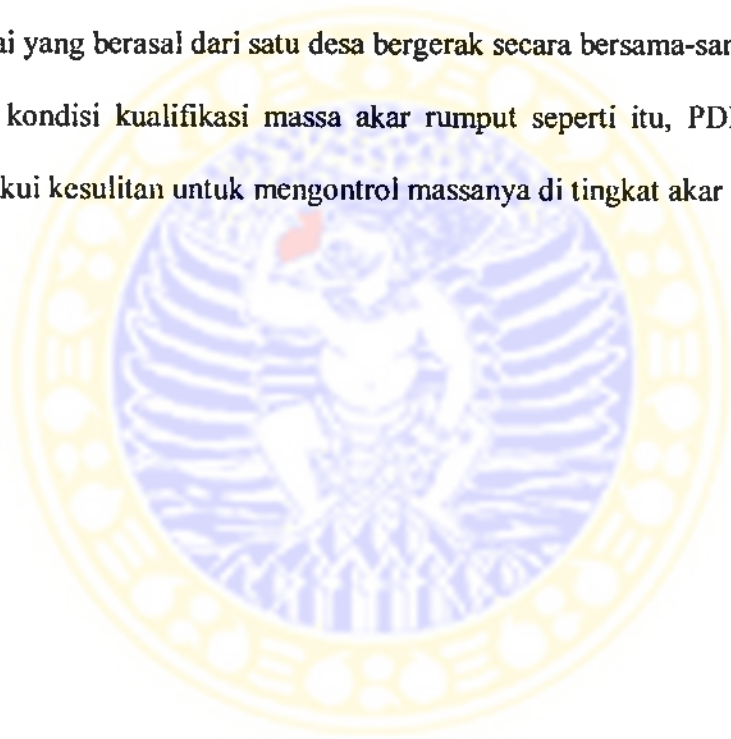 ai yang berasal dari satu desa bergerak secara bersama-sar
kondisi kualifikasi massa akar rumput seperti itu, PDI
kui kesulitan untuk mengontrol massanya di tingkat akar